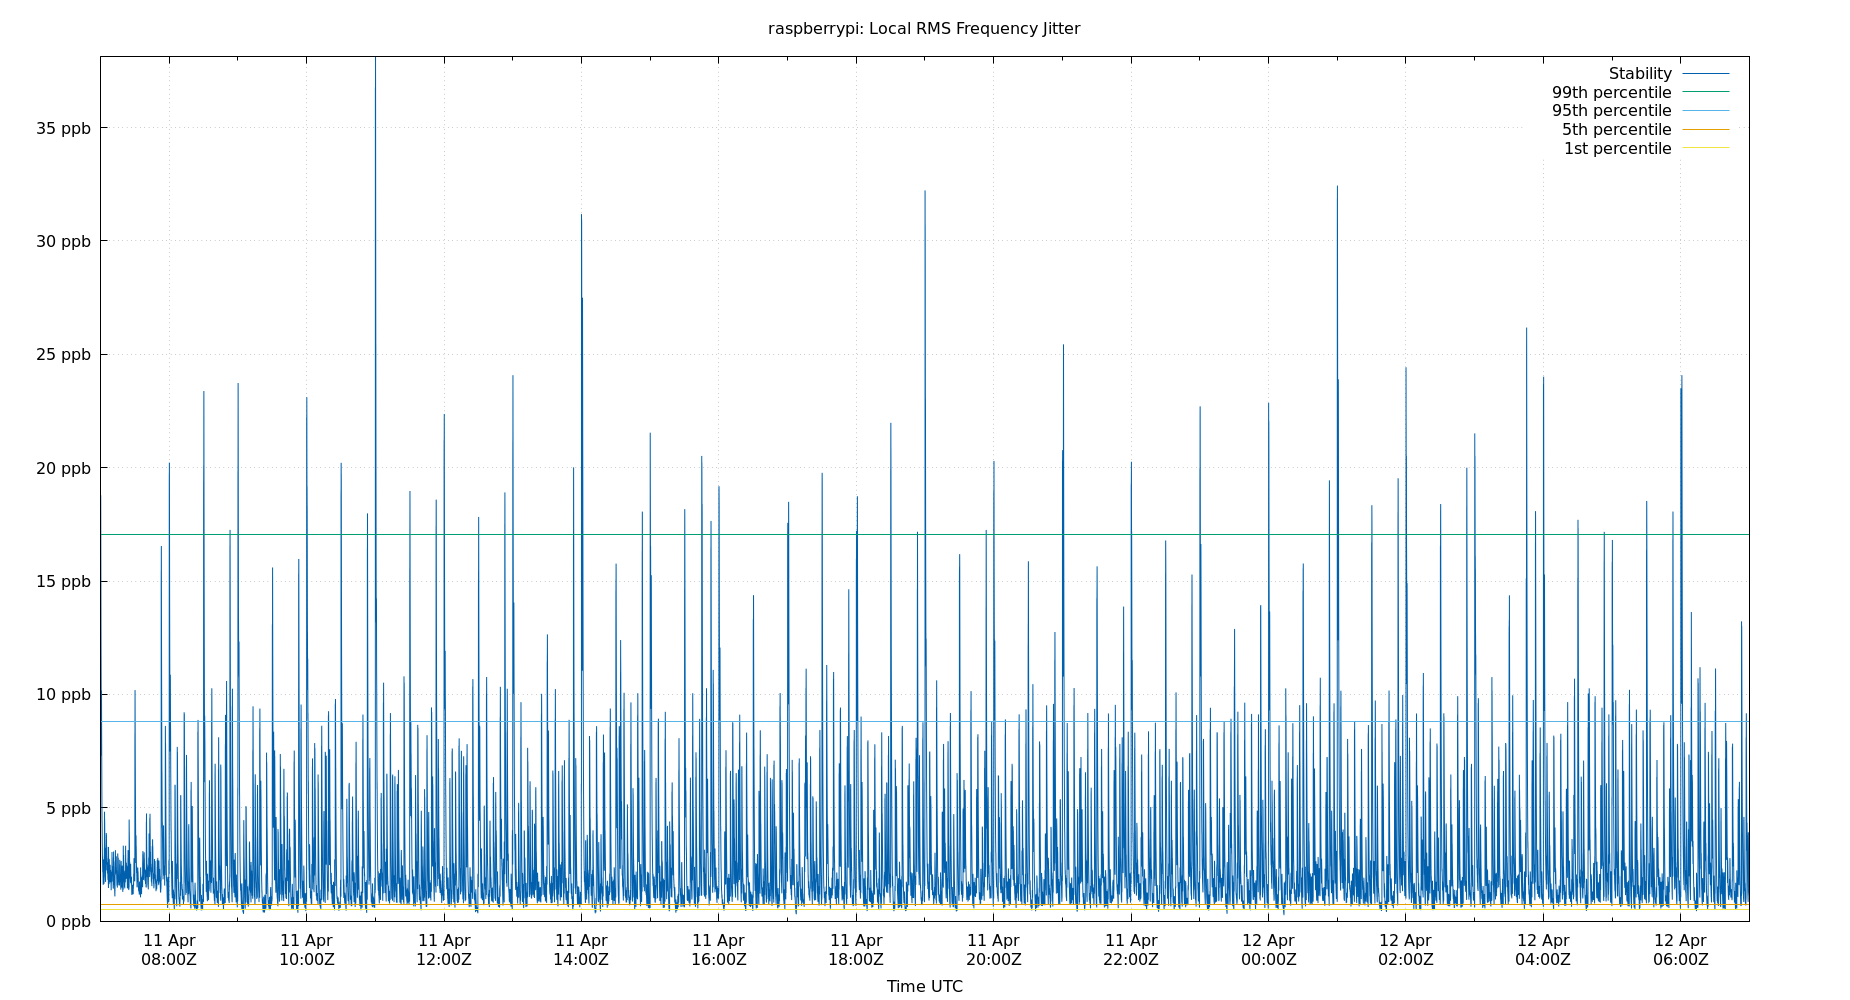 raspberrypi: Local RMS Frequency Jitter
Stability
99th percentile
95th percentile
5th percentile
1st percentile
35 ppb
30 ppb
25 ppb
20 ppb
15 ppb
10 ppb
5 ppb
0 ppb
11 Apr 11 Apr 11 Apr 11 Apr 11 Apr 11 Apr 11 Apr 11 Apr 12 Apr 12 Apr 12 Apr 12 Apr
08:00Z 10:00Z 12:00Z 14:00Z 16:00Z 18:00Z 20:00Z 22:00Z 00:00Z 02:00Z 04:00Z 06:00Z
Time UTC